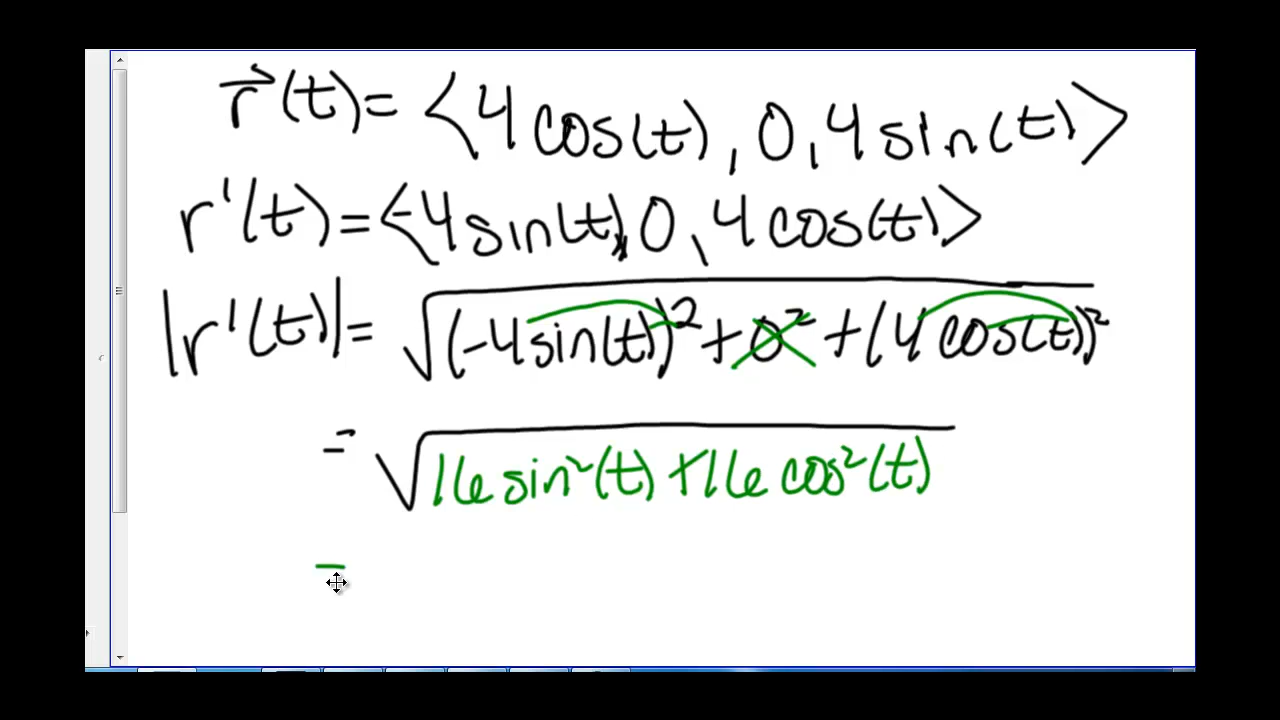 r⃗(t)= <4cos(t), 0, 4sin(t)>
r'(t)=<-4sin(t), 0, 4cos(t)>
|r'(t)|= √((-4sin(t))²+0²+(4cos(t))²)
= √(16sin²(t)+16cos²(t))